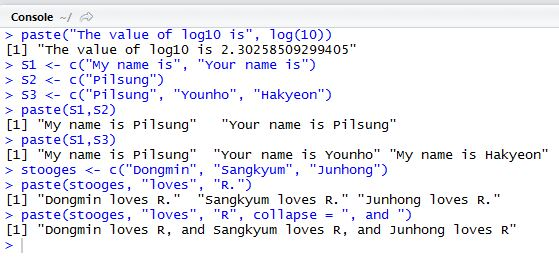 Console ~/
> paste("The value of log10 is", log(10))
[1] "The value of log10 is 2.30258509299405"
> S1 <- c("My name is", "Your name is")
> S2 <- c("Pilsung")
> S3 <- c("Pilsung", "Younho", "Hakyeon")
> paste(S1,S2)
[1] "My name is Pilsung"   "Your name is Pilsung"
> paste(S1,S3)
[1] "My name is Pilsung"  "Your name is Younho" "My name is Hakyeon"
> stooges <- c("Dongmin", "Sangkyum", "Junhong")
> paste(stooges, "loves", "R.")
[1] "Dongmin loves R."  "Sangkyum loves R." "Junhong loves R."
> paste(stooges, "loves", "R", collapse = ", and ")
[1] "Dongmin loves R, and Sangkyum loves R, and Junhong loves R"
>